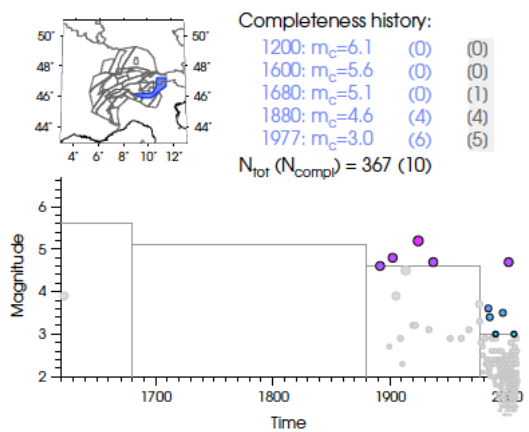 Completeness history:
1200: mc=6.1 (0) (0)
1600: mc=5.6 (0) (0)
1680: mc=5.1 (0) (1)
1880: mc=4.6 (4) (4)
1977: mc=3.0 (6) (5)
Ntot (Ncompl) = 367 (10)
50°
48°
46°
44°
50°
48°
46°
44°
4° 6° 8° 10° 12°
Magnitude
6
5
4
3
2
1700 1800 1900 2000
Time